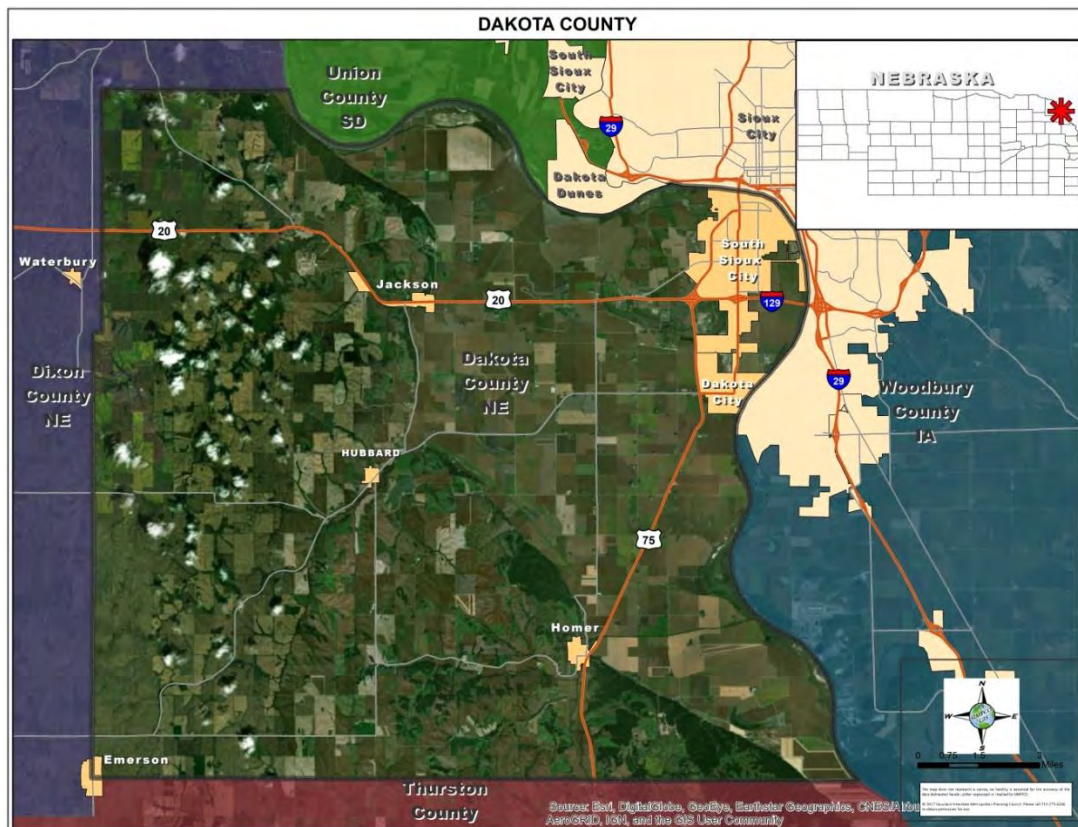 DAKOTA COUNTY
Union
County
SD
South
Sioux
City
29
Sioux
City
Dakota
Dunes
NEBRASKA
20
Waterbury
Jackson
20
South
Sioux
City
129
Dixon
County
NE
Dakota
County
NE
Dakota
City
29
Woodbury
County
IA
HUBBARD
75
Homer
Emerson
Thurston
County
N
W
E
S
0 0.75 1.5 3
Miles
Source: Esri, DigitalGlobe, GeoEye, Earthstar Geographics, CNES/Airbu
AeroGRID, IGN, and the GIS User Community